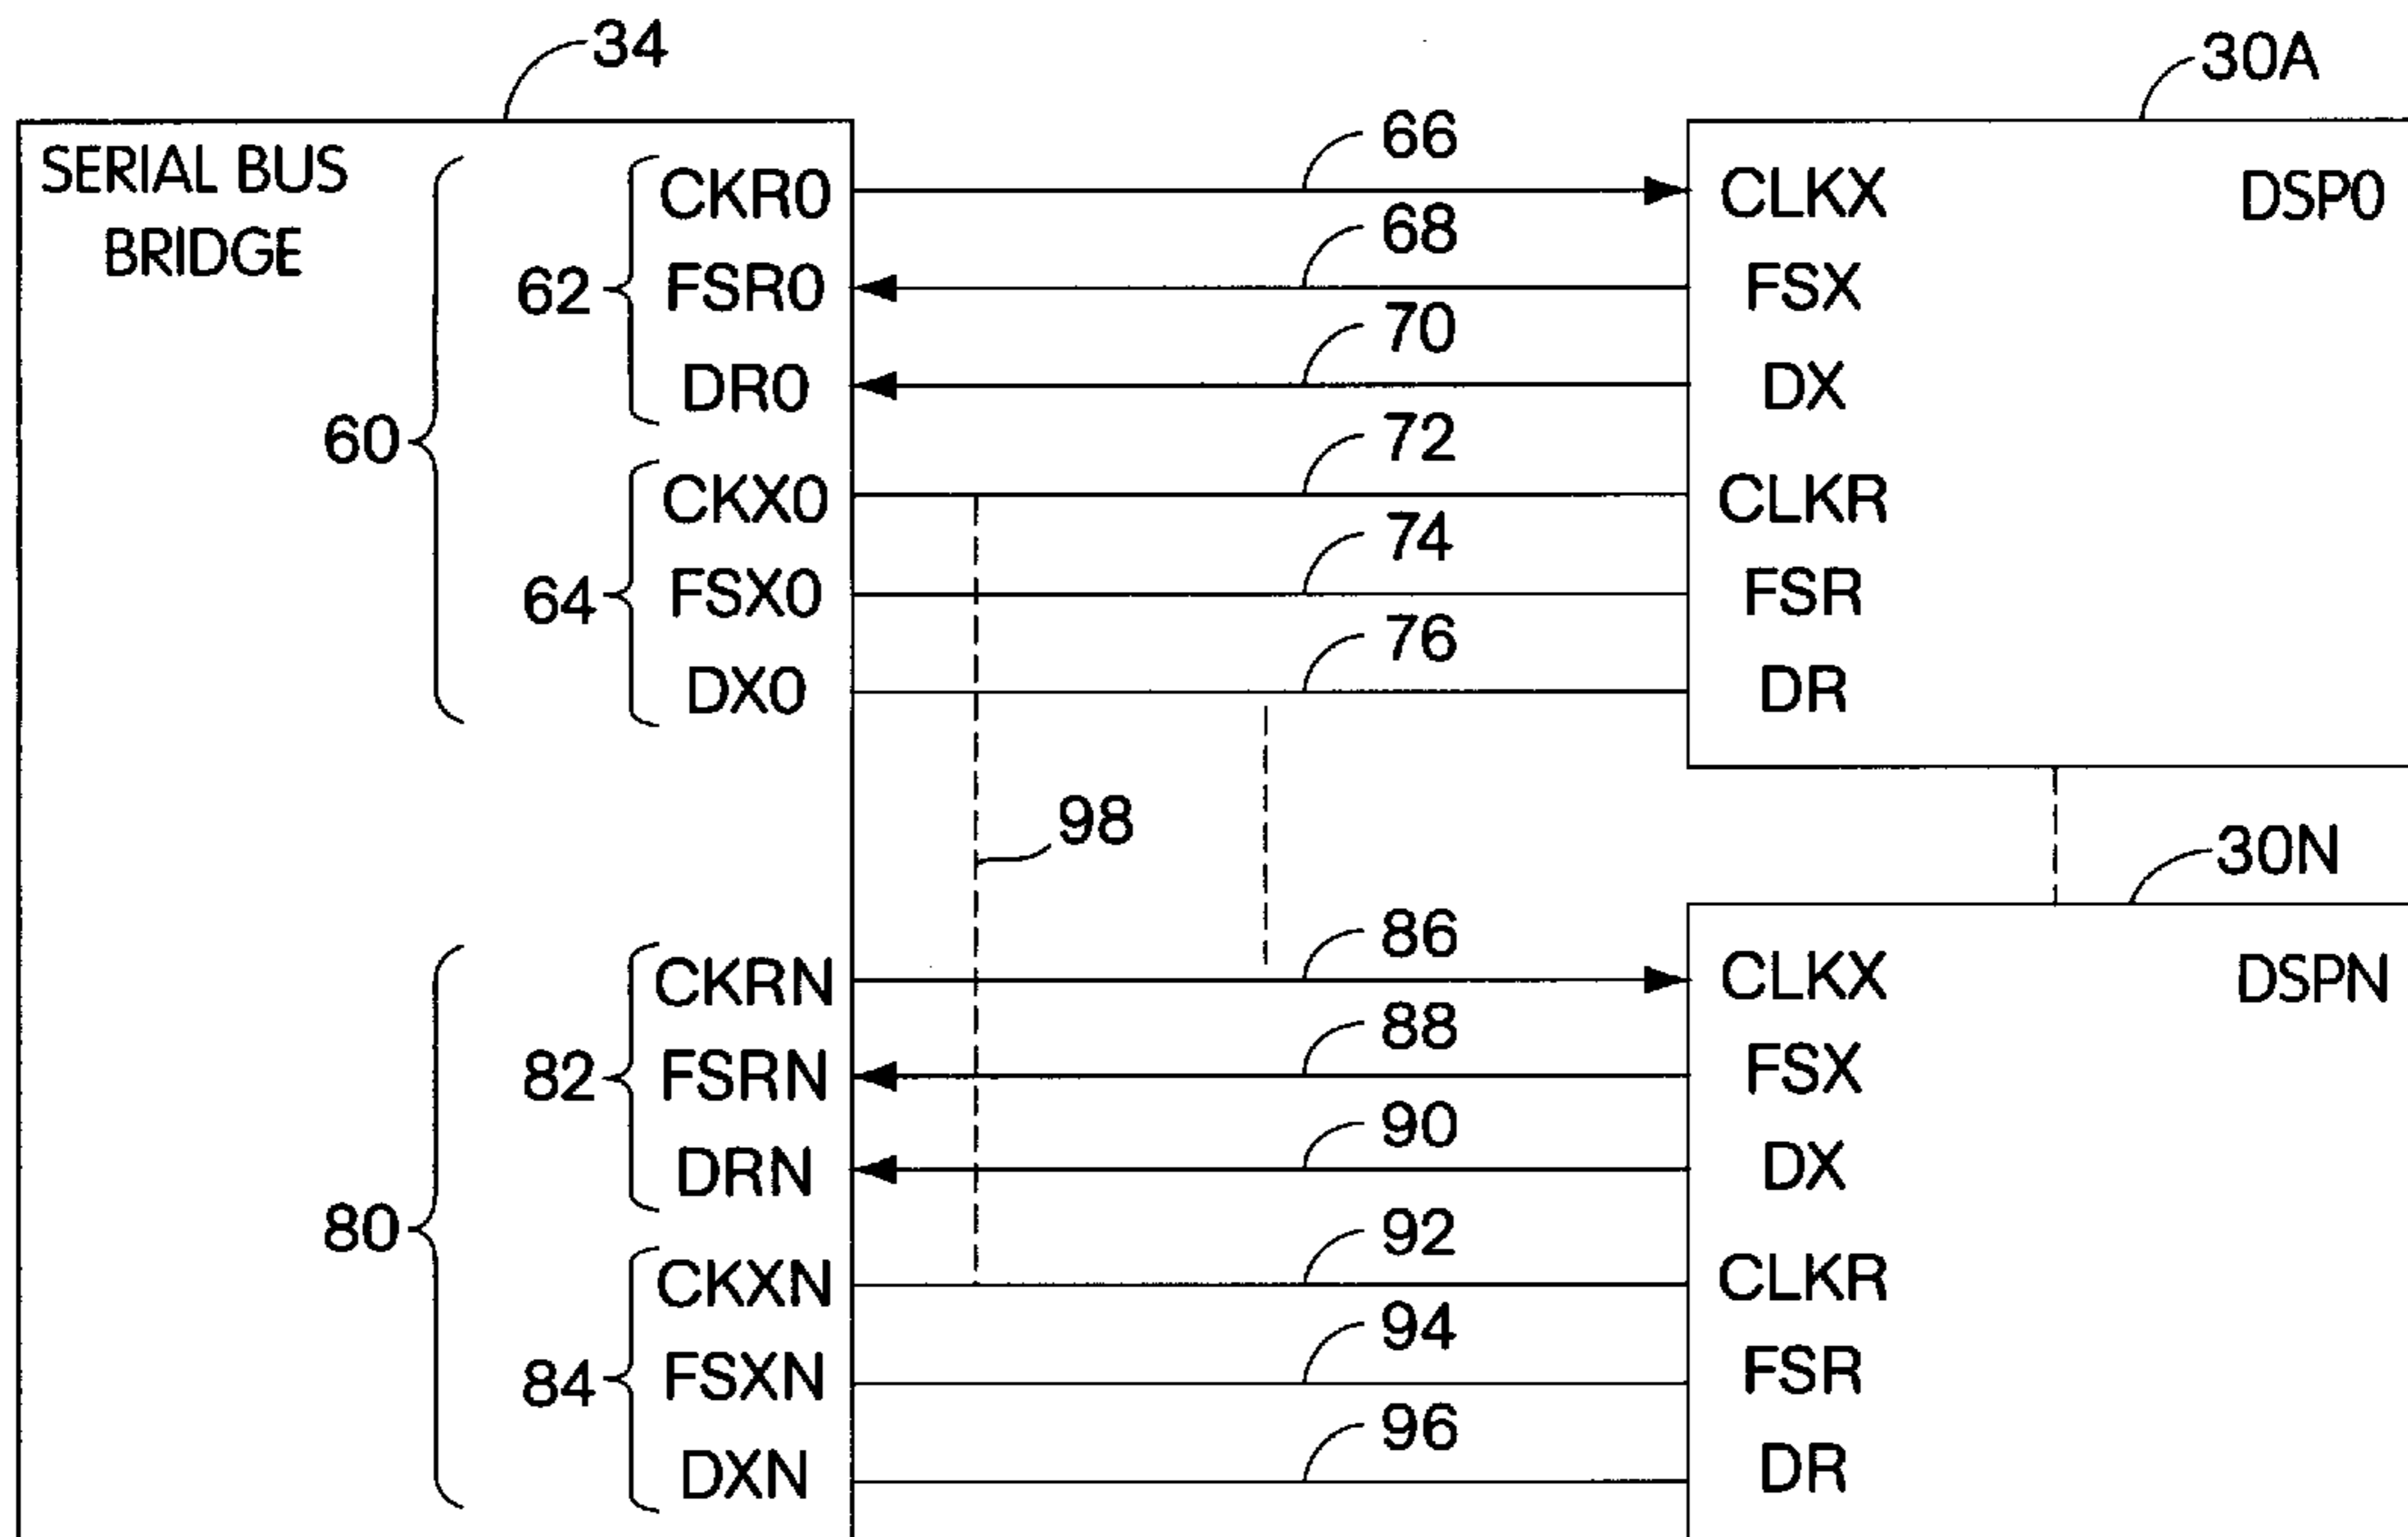 34
30A
SERIAL BUS
BRIDGE
DSP0
60
62
CKR0
66
CLKX
FSR0
68
FSX
DR0
70
DX
64
CKX0
72
CLKR
FSX0
74
FSR
DX0
76
DR
98
30N
DSPN
80
82
CKRN
86
CLKX
FSRN
88
FSX
DRN
90
DX
84
CKXN
92
CLKR
FSXN
94
FSR
DXN
96
DR